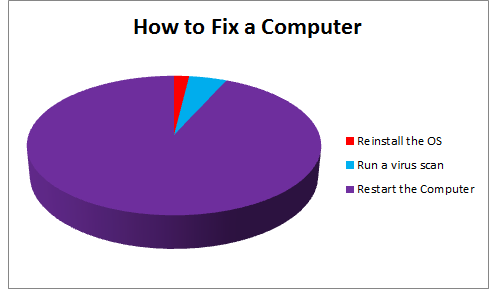 How to Fix a Computer
Reinstall the OS
Run a virus scan
Restart the Computer